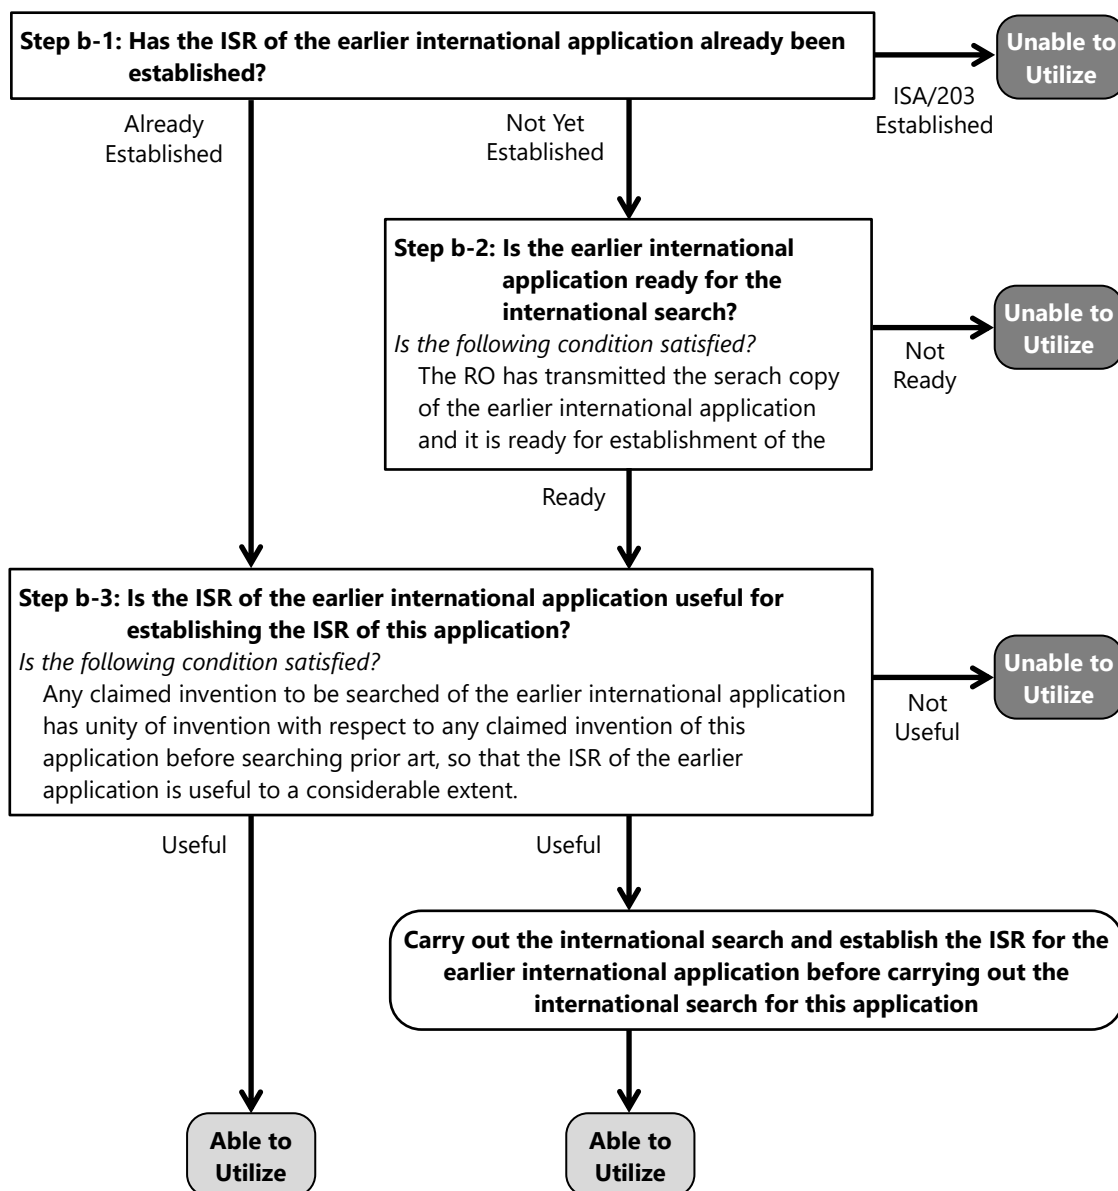 Step b-1: Has the ISR of the earlier international application already been
established?
Unable to
Utilize
ISA/203
Established
Already
Established
Not Yet
Established
Step b-2: Is the earlier international
application ready for the
international search?
Is the following condition satisfied?
The RO has transmitted the serach copy
of the earlier international application
and it is ready for establishment of the
Unable to
Utilize
Not
Ready
Ready
Step b-3: Is the ISR of the earlier international application useful for
establishing the ISR of this application?
Is the following condition satisfied?
Any claimed invention to be searched of the earlier international application
has unity of invention with respect to any claimed invention of this
application before searching prior art, so that the ISR of the earlier
application is useful to a considerable extent.
Unable to
Utilize
Not
Useful
Useful
Useful
Carry out the international search and establish the ISR for the
earlier international application before carrying out the
international search for this application
Able to
Utilize
Able to
Utilize